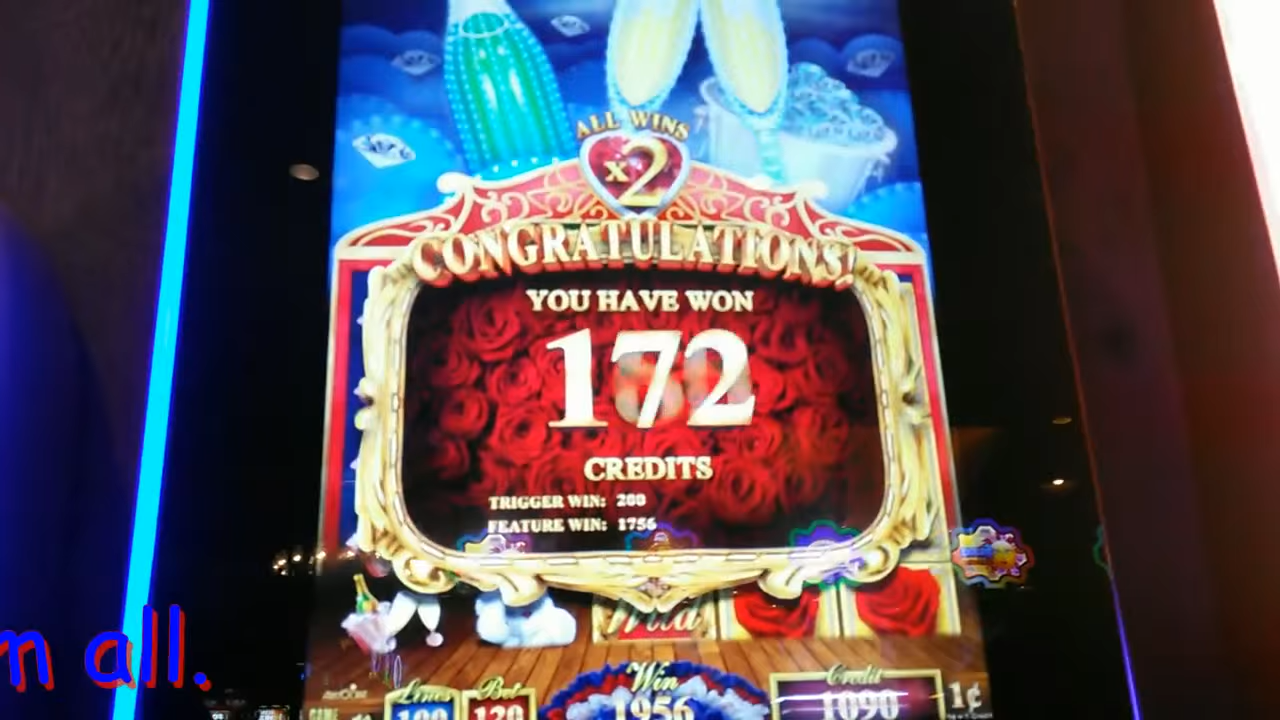 ALL WINS
x2
CONGRATULATIONS!
YOU HAVE WON
172
CREDITS
TRIGGER WIN: 200
FEATURE WIN: 1756
Wild
Lines Bet Win Credit
100 120 1956 1090 1¢
all.